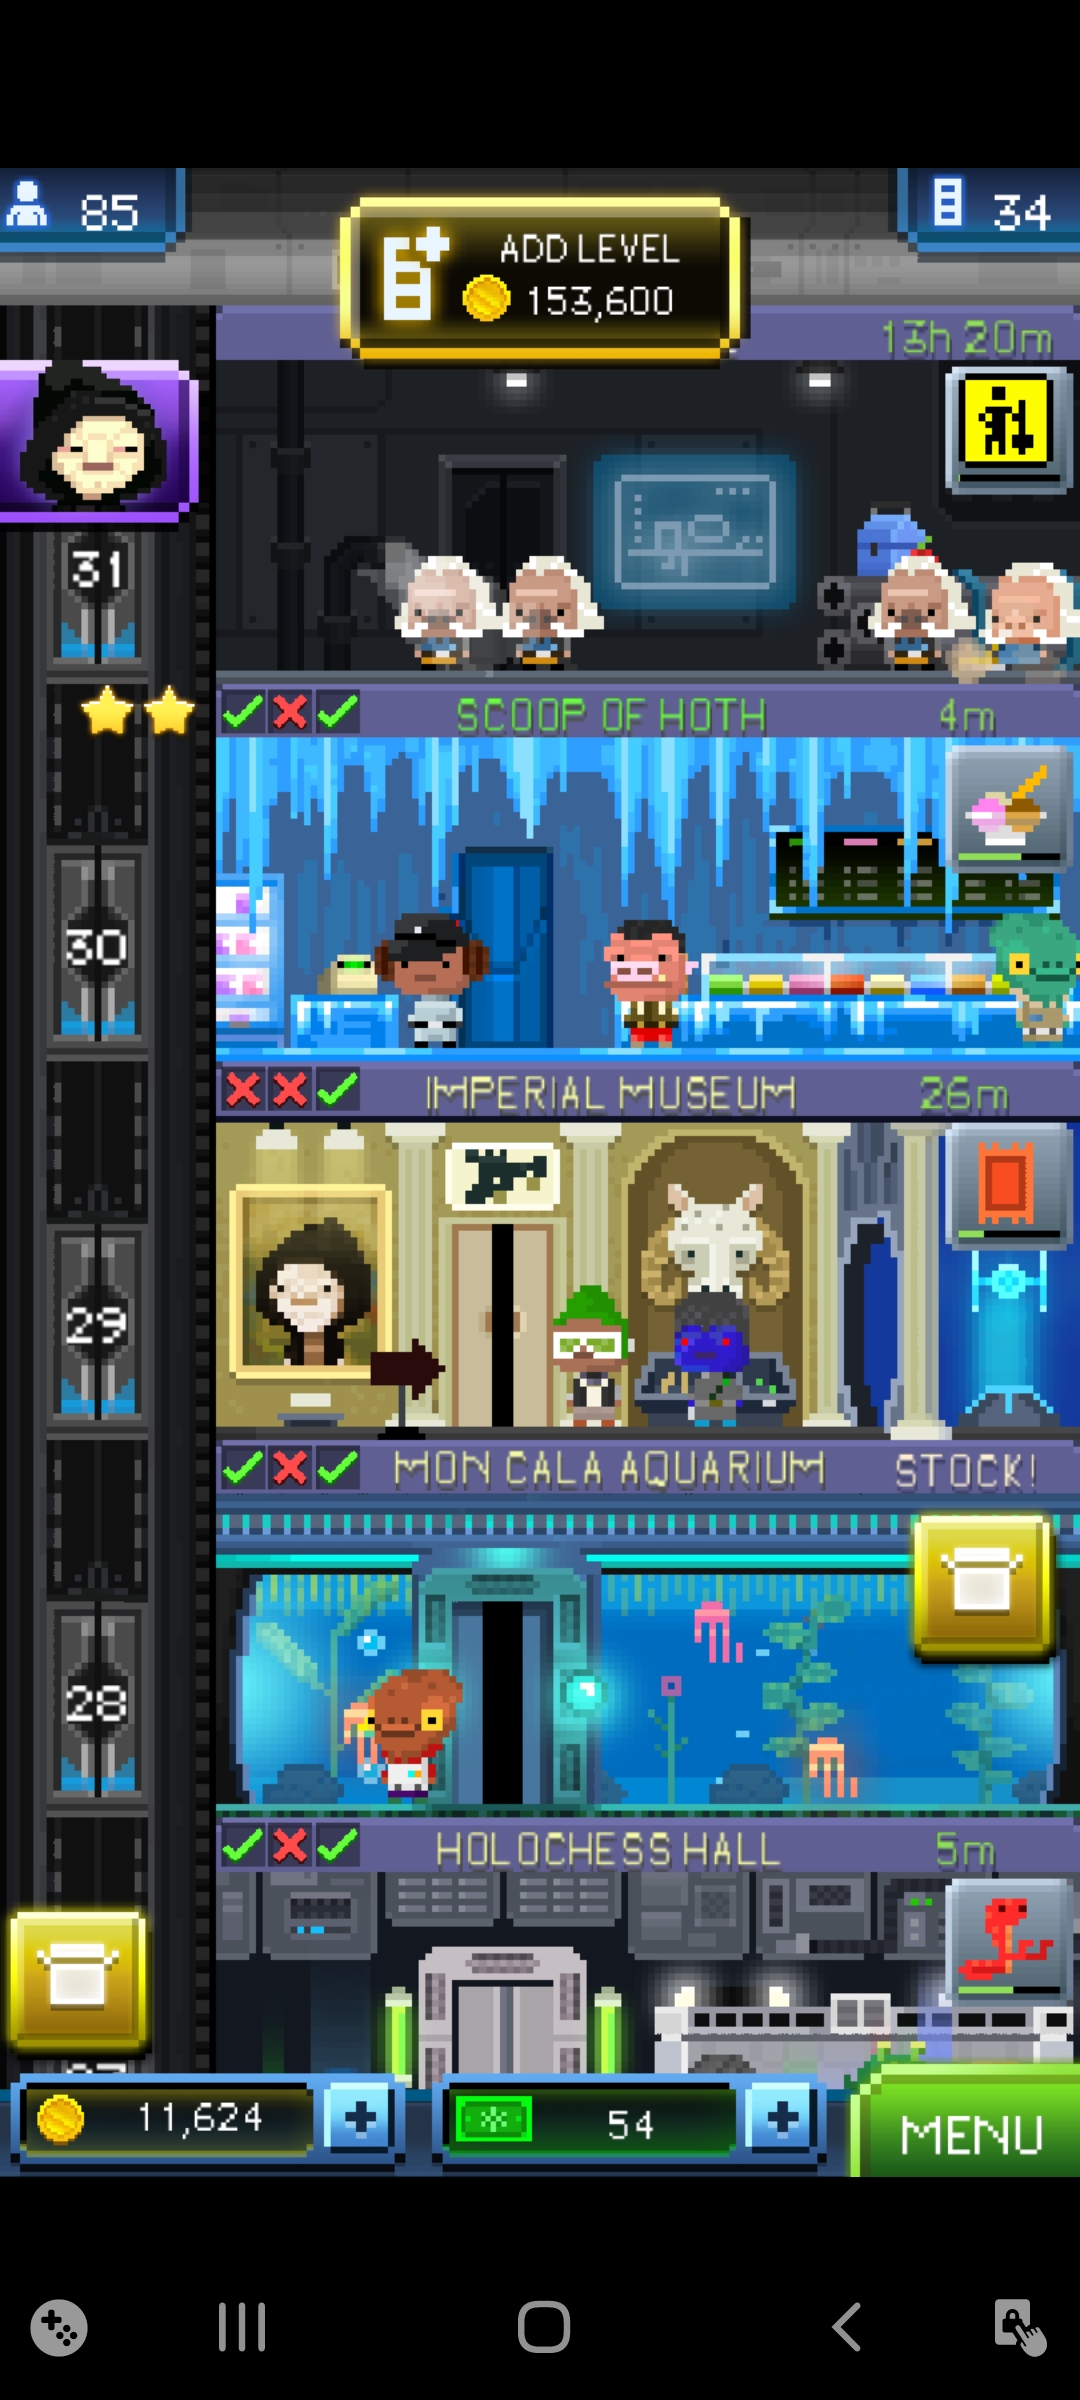 85
ADD LEVEL
153,600
34
13h 20m
31
SCOOP OF HOTH
4m
30
IMPERIAL MUSEUM
26m
29
MON CALA AQUARIUM
STOCK!
28
HOLOCHESS HALL
5m
11,624
54
MENU